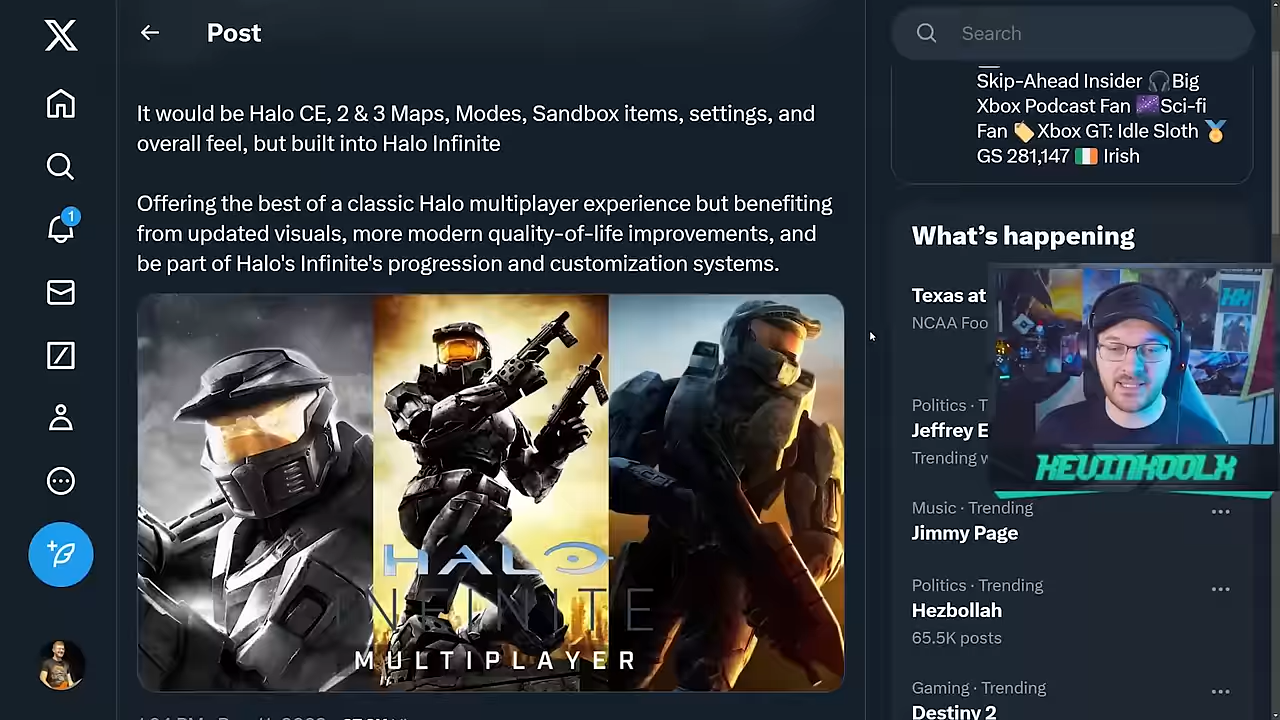 Post
It would be Halo CE, 2 & 3 Maps, Modes, Sandbox items, settings, and
overall feel, but built into Halo Infinite
Offering the best of a classic Halo multiplayer experience but benefiting
from updated visuals, more modern quality-of-life improvements, and
be part of Halo's Infinite's progression and customization systems.
HALO
INFINITE
MULTIPLAYER
1
Search
Skip-Ahead Insider 🎧Big
Xbox Podcast Fan 🌌Sci-fi
Fan 🏷️Xbox GT: Idle Sloth 🏅
GS 281,147 🇮🇪 Irish
What's happening
Texas at
NCAA Foo
Politics · T
Jeffrey E
Trending w
KEVINKOOLX
Music · Trending
Jimmy Page
Politics · Trending
Hezbollah
65.5K posts
Gaming · Trending
Destiny 2